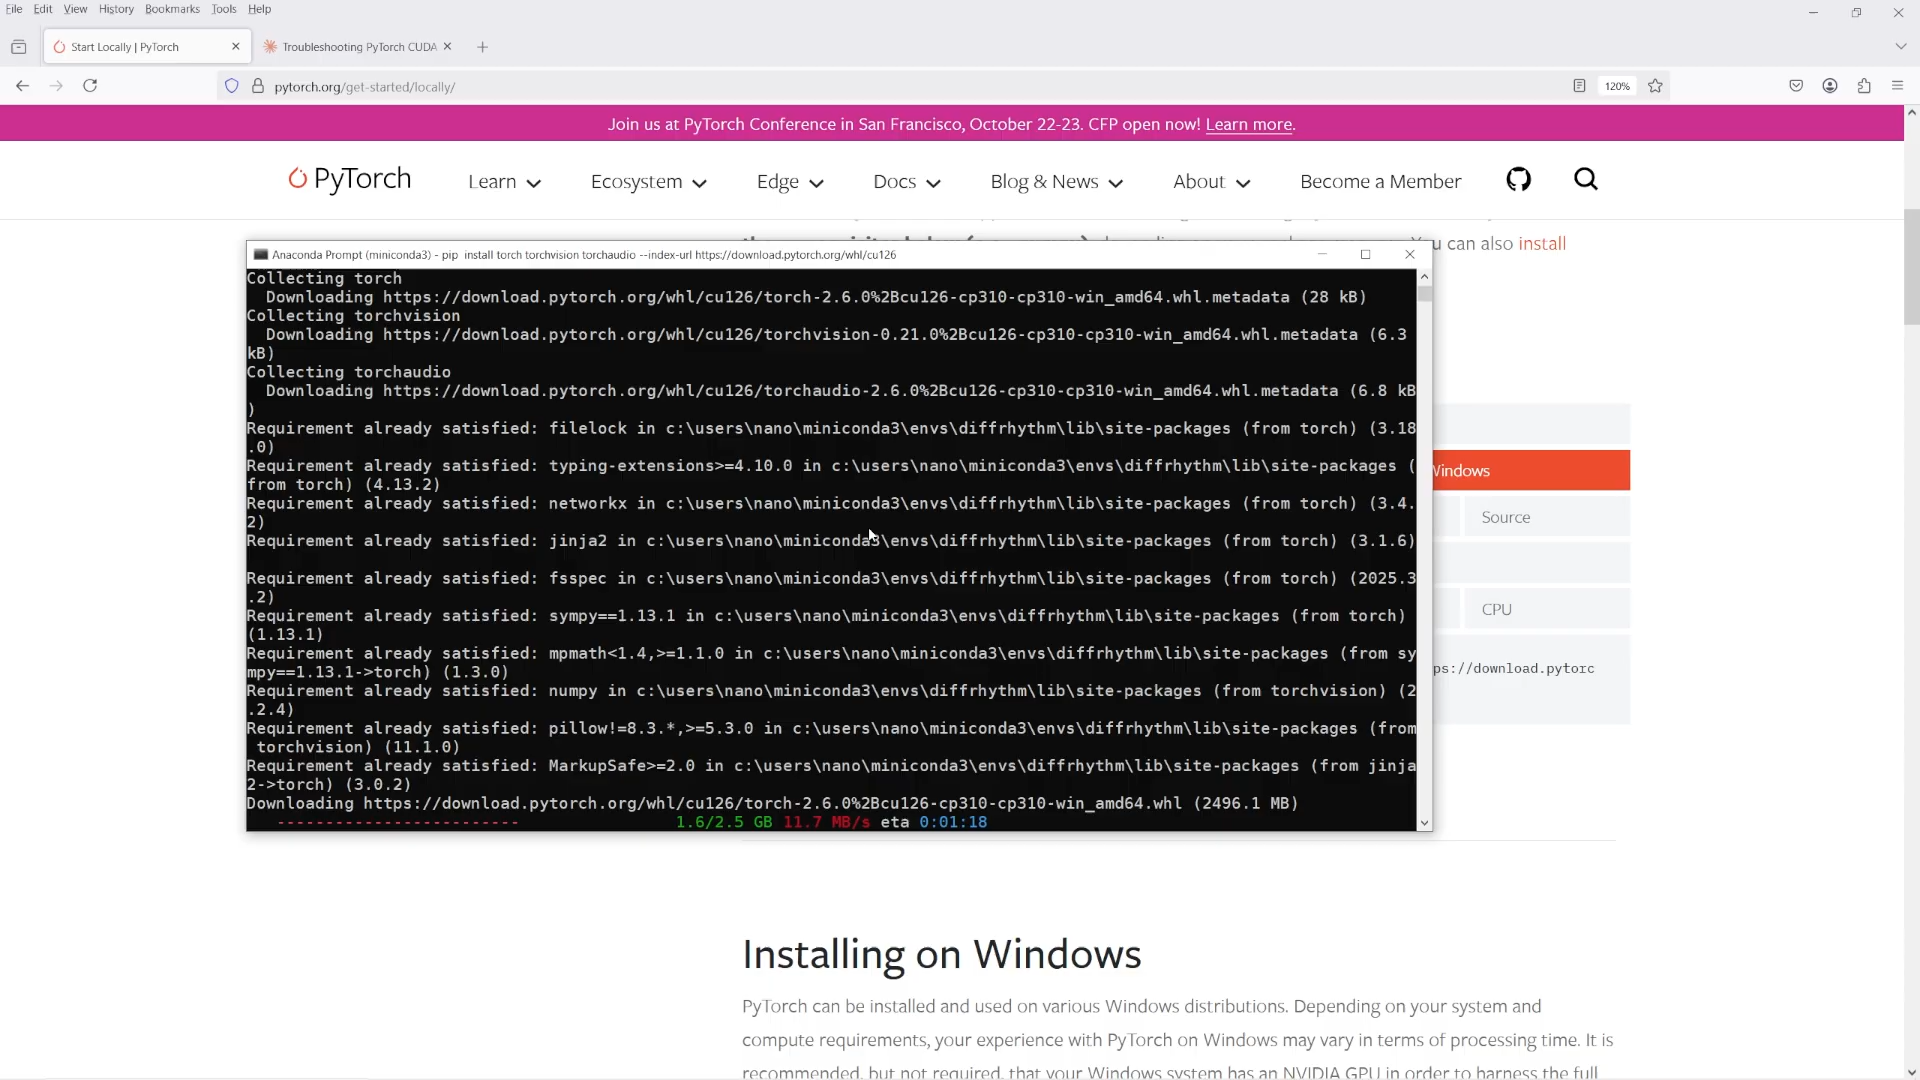 File Edit View History Bookmarks Tools Help
Start Locally | PyTorch
Troubleshooting PyTorch CUDA
pytorch.org/get-started/locally/
120%
Join us at PyTorch Conference in San Francisco, October 22-23. CFP open now! Learn more.
PyTorch
Learn
Ecosystem
Edge
Docs
Blog & News
About
Become a Member
can also install
Anaconda Prompt (miniconda3) - pip  install torch torchvision torchaudio --index-url https://download.pytorch.org/whl/cu126
Collecting torch
  Downloading https://download.pytorch.org/whl/cu126/torch-2.6.0%2Bcu126-cp310-cp310-win_amd64.whl.metadata (28 kB)
Collecting torchvision
  Downloading https://download.pytorch.org/whl/cu126/torchvision-0.21.0%2Bcu126-cp310-cp310-win_amd64.whl.metadata (6.3
kB)
Collecting torchaudio
  Downloading https://download.pytorch.org/whl/cu126/torchaudio-2.6.0%2Bcu126-cp310-cp310-win_amd64.whl.metadata (6.8 kB
)
Requirement already satisfied: filelock in c:\users\nano\miniconda3\envs\diffrhythm\lib\site-packages (from torch) (3.18
.0)
Requirement already satisfied: typing-extensions>=4.10.0 in c:\users\nano\miniconda3\envs\diffrhythm\lib\site-packages (
from torch) (4.13.2)
Requirement already satisfied: networkx in c:\users\nano\miniconda3\envs\diffrhythm\lib\site-packages (from torch) (3.4.
2)
Requirement already satisfied: jinja2 in c:\users\nano\miniconda3\envs\diffrhythm\lib\site-packages (from torch) (3.1.6)
Requirement already satisfied: fsspec in c:\users\nano\miniconda3\envs\diffrhythm\lib\site-packages (from torch) (2025.3
.2)
Requirement already satisfied: sympy==1.13.1 in c:\users\nano\miniconda3\envs\diffrhythm\lib\site-packages (from torch)
(1.13.1)
Requirement already satisfied: mpmath<1.4,>=1.1.0 in c:\users\nano\miniconda3\envs\diffrhythm\lib\site-packages (from sy
mpy==1.13.1->torch) (1.3.0)
Requirement already satisfied: numpy in c:\users\nano\miniconda3\envs\diffrhythm\lib\site-packages (from torchvision) (2
.2.4)
Requirement already satisfied: pillow!=8.3.*,>=5.3.0 in c:\users\nano\miniconda3\envs\diffrhythm\lib\site-packages (from
 torchvision) (11.1.0)
Requirement already satisfied: MarkupSafe>=2.0 in c:\users\nano\miniconda3\envs\diffrhythm\lib\site-packages (from jinja
2->torch) (3.0.2)
Downloading https://download.pytorch.org/whl/cu126/torch-2.6.0%2Bcu126-cp310-cp310-win_amd64.whl (2496.1 MB)
------------------------- 1.6/2.5 GB 11.7 MB/s eta 0:01:18
Windows
Source
CPU
ps://download.pytorc
Installing on Windows
PyTorch can be installed and used on various Windows distributions. Depending on your system and
compute requirements, your experience with PyTorch on Windows may vary in terms of processing time. It is
recommended, but not required, that your Windows system has an NVIDIA GPU in order to harness the full